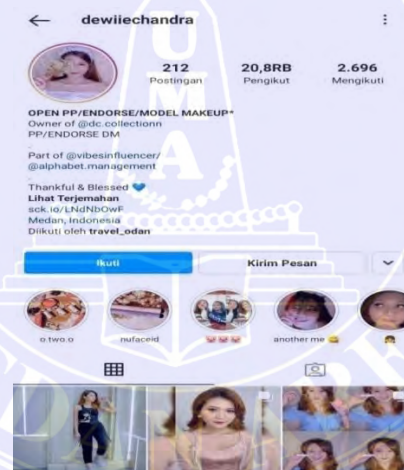 dewiiechandra
212
20,8RB
2.696
Postingan
Pengikut
Mengikuti
OPEN PP/ENDORSE/MODEL MAKEUP*
Owner of @dc.collectionn
PP/ENDORSE DM
.
Part of @vibesinfluencer/
@alphabet.management
.
Thankful & Blessed 💙
Lihat Terjemahan
sck.io/LNdNbOwF
Medan, Indonesia
Diikuti oleh travel_odan
Ikuti
Kirim Pesan
o.two.o
nufaceid
another me
UMA